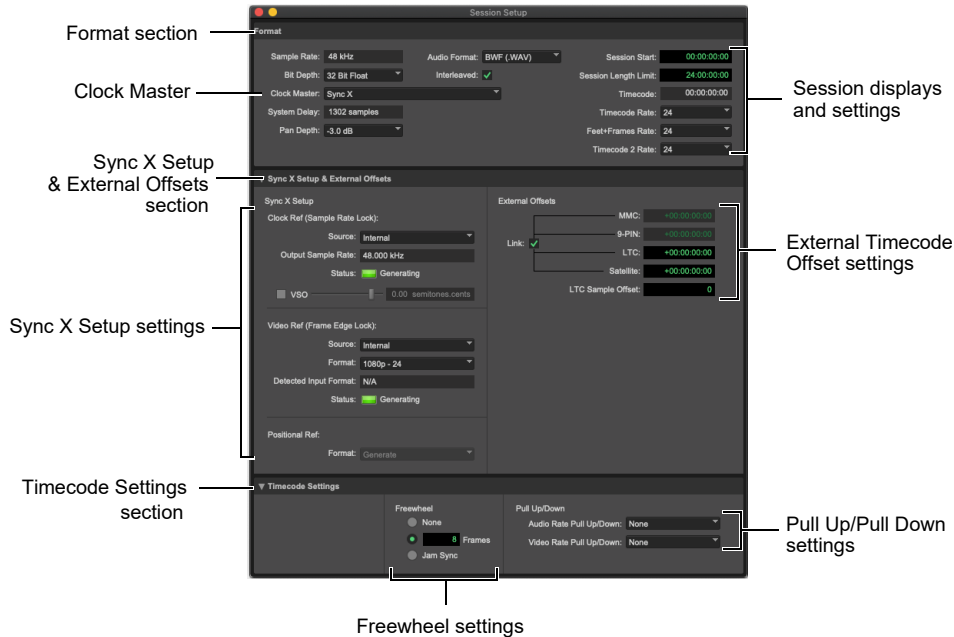 Session Setup
Format section
Format
Sample Rate: 48 kHz
Audio Format: BWF (.WAV)
Session Start: 00:00:00:00
Bit Depth: 32 Bit Float
Interleaved:
Session Length Limit: 24:00:00:00
Clock Master
Clock Master: Sync X
Timecode: 00:00:00:00
Session displays
and settings
System Delay: 1302 samples
Timecode Rate: 24
Pan Depth: -3.0 dB
Feet+Frames Rate: 24
Timecode 2 Rate: 24
Sync X Setup
& External Offsets
section
Sync X Setup & External Offsets
Sync X Setup
External Offsets
Clock Ref (Sample Rate Lock):
MMC: +00:00:00:00
Source: Internal
9-PIN: +00:00:00:00
Link:
Output Sample Rate: 48.000 kHz
LTC: +00:00:00:00
External Timecode
Offset settings
Status: Generating
Satellite: +00:00:00:00
VSO 0.00 semitones.cents
LTC Sample Offset: 0
Sync X Setup settings
Video Ref (Frame Edge Lock):
Source: Internal
Format: 1080p - 24
Detected Input Format: N/A
Status: Generating
Positional Ref:
Format: Generate
Timecode Settings
section
Timecode Settings
Freewheel
None
8 Frames
Jam Sync
Pull Up/Down
Audio Rate Pull Up/Down: None
Video Rate Pull Up/Down: None
Pull Up/Pull Down
settings
Freewheel settings